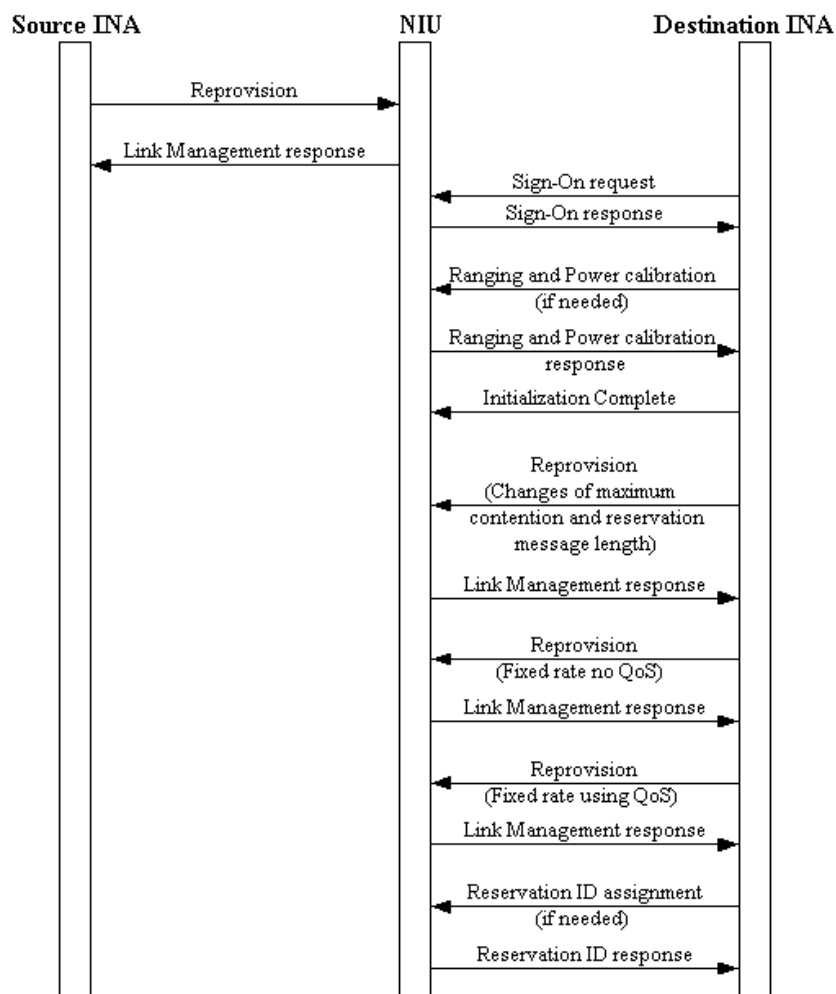 Source INA
NIU
Destination INA
Reprovision
Link Management response
Sign-On request
Sign-On response
Ranging and Power calibration
(if needed)
Ranging and Power calibration
response
Initialization Complete
Reprovision
(Changes of maximum
contention and reservation
message length)
Link Management response
Reprovision
(Fixed rate no QoS)
Link Management response
Reprovision
(Fixed rate using QoS)
Link Management response
Reservation ID assignment
(if needed)
Reservation ID response